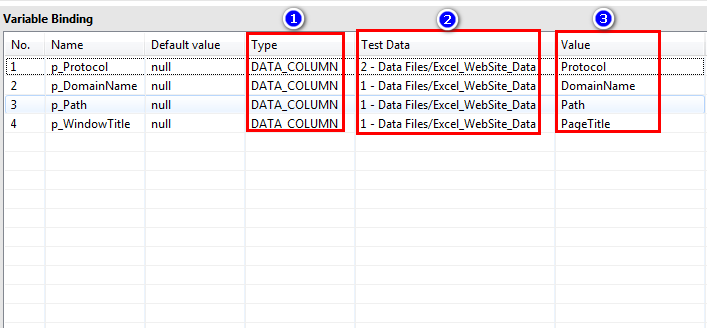 Variable Binding
1 2 3
No. Name Default value Type Test Data Value
1 p_Protocol null DATA_COLUMN 2 - Data Files/Excel_WebSite_Data Protocol
2 p_DomainName null DATA_COLUMN 1 - Data Files/Excel_WebSite_Data DomainName
3 p_Path null DATA_COLUMN 1 - Data Files/Excel_WebSite_Data Path
4 p_WindowTitle null DATA_COLUMN 1 - Data Files/Excel_WebSite_Data PageTitle